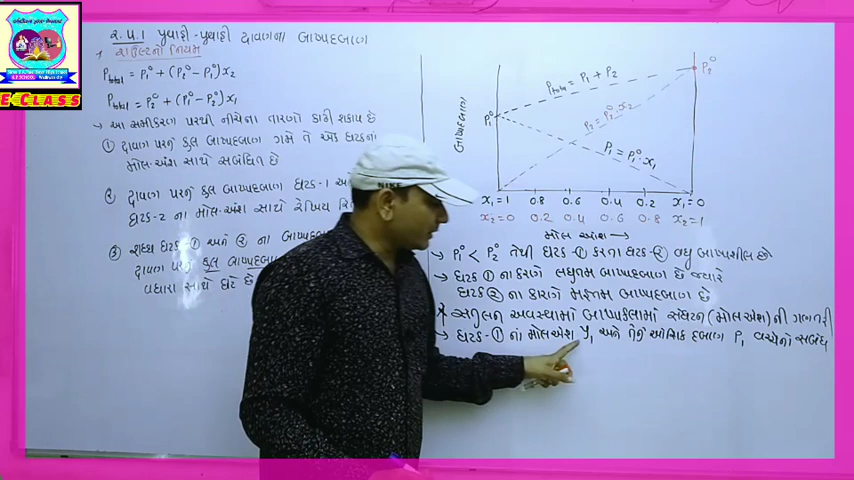 E CLASS
૨.૫.૧ પ્રવાહી-પ્રવાહી દ્રાવણના બાષ્પદબાણ
રાઉલ્ટનો નિયમ
P_total = P₁° + (P₂° - P₁°) x₂
P_total = P₂° + (P₁° - P₂°) x₁
→ આ સમીકરણ પરથી નીચેના તારણો કાઢી શકાય છે
① દ્રાવણ પરનું કુલ બાષ્પદબાણ ગમે તે એક ઘટકના
મોલ-અંશ સાથે સંબંધિત છે
② દ્રાવણ પરનું કુલ બાષ્પદબાણ ઘટક-1
ઘટક-2 ના મોલ-અંશ સાથે રેખિય
③ શુધ્ધ ઘટક-① અને ② ના બાષ્પદબાણ
દ્રાવણ પરનું કુલ બાષ્પદબાણ
વધારા સાથે ઘટે છે
બાષ્પદબાણ
P₁°
P_total = P₁ + P₂
P₂ = P₂°·x₂
P₁ = P₁°·x₁
P₂°
x₁=1 0.8 0.6 0.4 0.2 x₁=0
x₂=0 0.2 0.4 0.6 0.8 x₂=1
મોલ અંશ →
→ P₁° < P₂° તેથી ઘટક-① કરતા ઘટક-② વધુ બાષ્પશીલ છે
→ ઘટક ① ના કારણે લઘુતમ બાષ્પદબાણ છે જ્યારે
ઘટક ② ના કારણે મહત્તમ બાષ્પદબાણ છે
* સંતુલન અવસ્થામાં બાષ્પકલામાં સંઘટન (મોલ અંશ) ની ગણતરી
→ ઘટક-① નાં મોલઅંશ y₁ અને તેનું આંશિક દબાણ P₁ વચ્ચેનો સંબંધ
NIKE